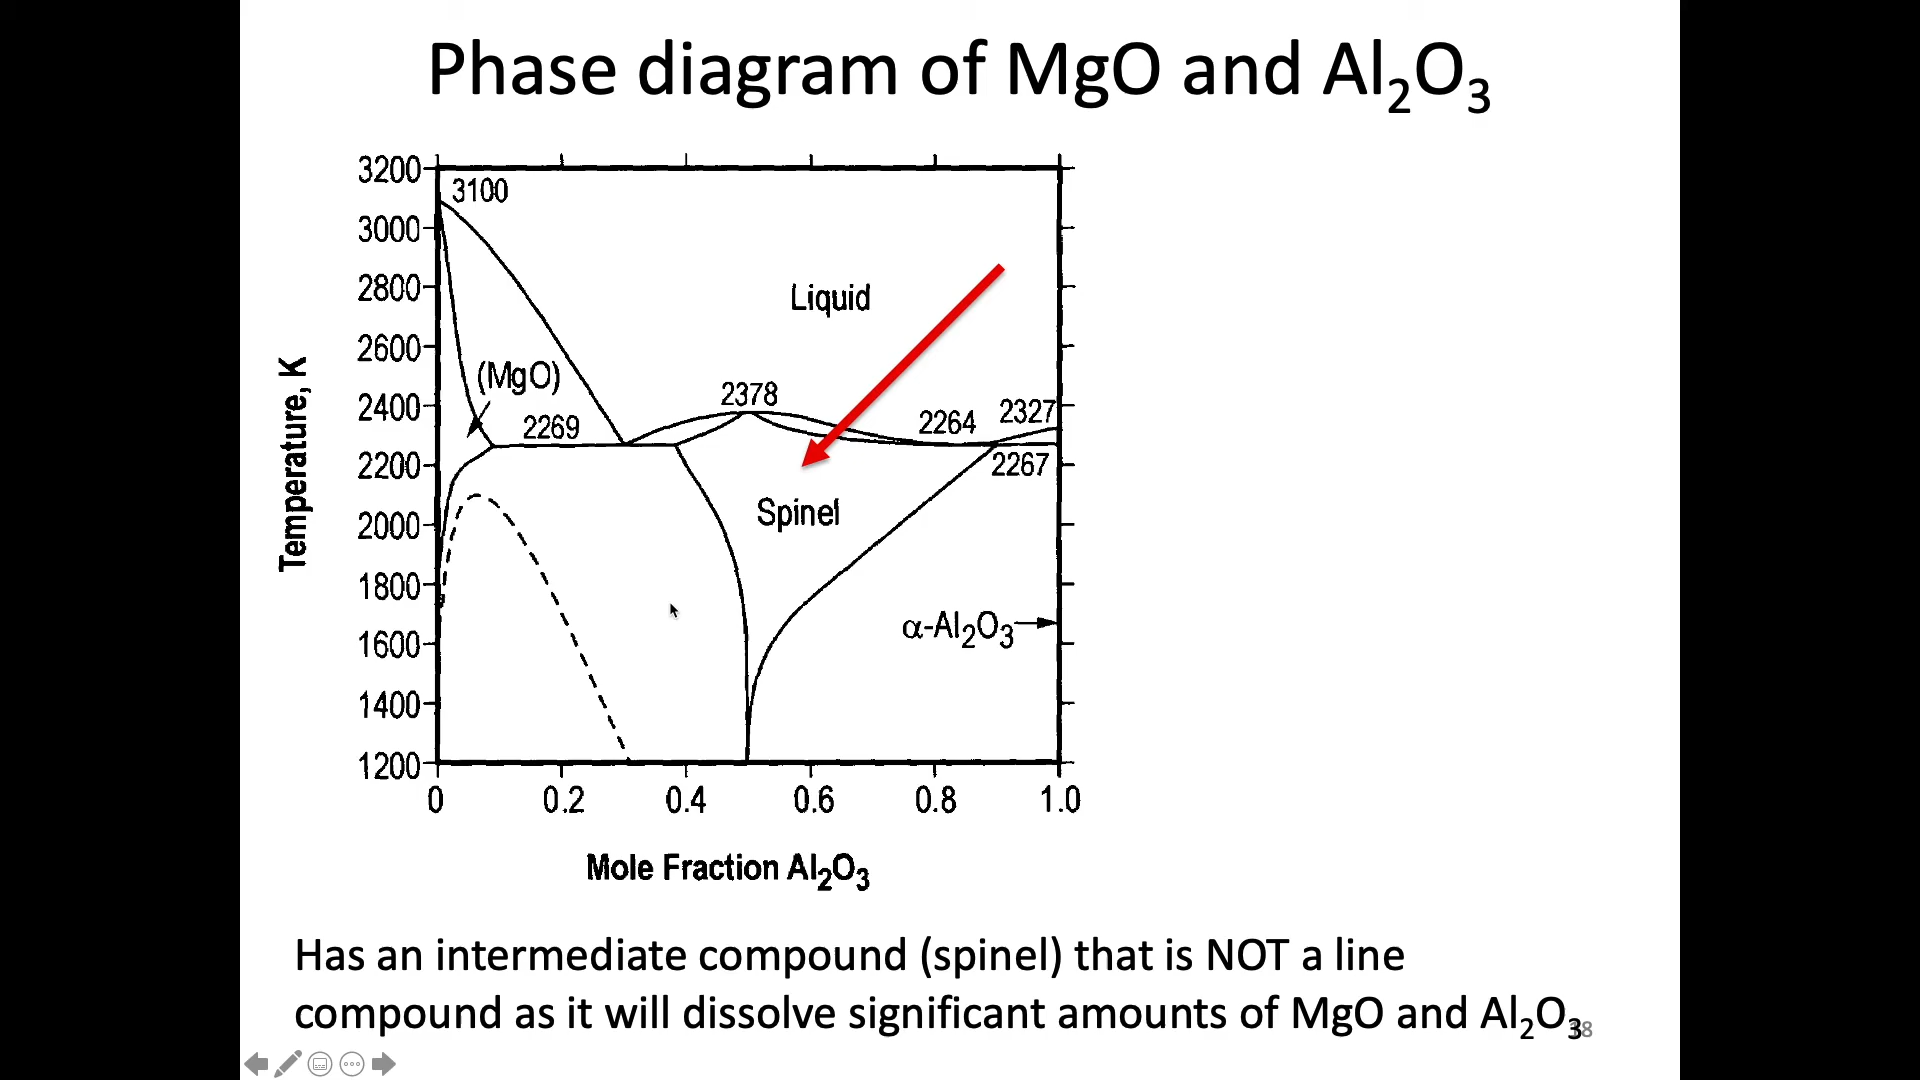 Phase diagram of MgO and Al₂O₃
3200
3100
3000
2800
Liquid
2600
(MgO)
2378
2400
2327
2264
2269
2200
2267
Spinel
2000
1800
α-Al₂O₃
1600
1400
1200
0 0.2 0.4 0.6 0.8 1.0
Temperature, K
Mole Fraction Al₂O₃
Has an intermediate compound (spinel) that is NOT a line
compound as it will dissolve significant amounts of MgO and Al₂O₃